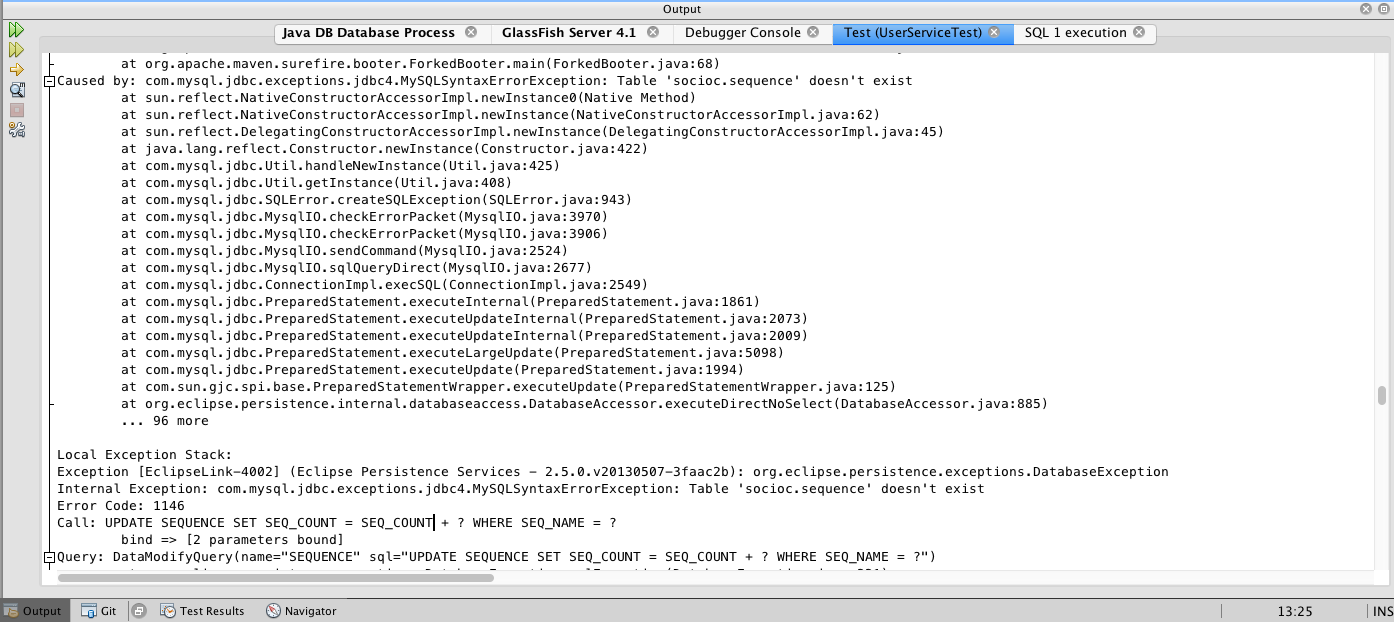 Output
Java DB Database Process
GlassFish Server 4.1
Debugger Console
Test (UserServiceTest)
SQL 1 execution
at org.apache.maven.surefire.booter.ForkedBooter.main(ForkedBooter.java:68)
Caused by: com.mysql.jdbc.exceptions.jdbc4.MySQLSyntaxErrorException: Table 'socioc.sequence' doesn't exist
at sun.reflect.NativeConstructorAccessorImpl.newInstance0(Native Method)
at sun.reflect.NativeConstructorAccessorImpl.newInstance(NativeConstructorAccessorImpl.java:62)
at sun.reflect.DelegatingConstructorAccessorImpl.newInstance(DelegatingConstructorAccessorImpl.java:45)
at java.lang.reflect.Constructor.newInstance(Constructor.java:422)
at com.mysql.jdbc.Util.handleNewInstance(Util.java:425)
at com.mysql.jdbc.Util.getInstance(Util.java:408)
at com.mysql.jdbc.SQLError.createSQLException(SQLError.java:943)
at com.mysql.jdbc.MysqlIO.checkErrorPacket(MysqlIO.java:3970)
at com.mysql.jdbc.MysqlIO.checkErrorPacket(MysqlIO.java:3906)
at com.mysql.jdbc.MysqlIO.sendCommand(MysqlIO.java:2524)
at com.mysql.jdbc.MysqlIO.sqlQueryDirect(MysqlIO.java:2677)
at com.mysql.jdbc.ConnectionImpl.execSQL(ConnectionImpl.java:2549)
at com.mysql.jdbc.PreparedStatement.executeInternal(PreparedStatement.java:1861)
at com.mysql.jdbc.PreparedStatement.executeUpdateInternal(PreparedStatement.java:2073)
at com.mysql.jdbc.PreparedStatement.executeUpdateInternal(PreparedStatement.java:2009)
at com.mysql.jdbc.PreparedStatement.executeLargeUpdate(PreparedStatement.java:5098)
at com.mysql.jdbc.PreparedStatement.executeUpdate(PreparedStatement.java:1994)
at com.sun.gjc.spi.base.PreparedStatementWrapper.executeUpdate(PreparedStatementWrapper.java:125)
at org.eclipse.persistence.internal.databaseaccess.DatabaseAccessor.executeDirectNoSelect(DatabaseAccessor.java:885)
... 96 more
Local Exception Stack:
Exception [EclipseLink-4002] (Eclipse Persistence Services - 2.5.0.v20130507-3faac2b): org.eclipse.persistence.exceptions.DatabaseException
Internal Exception: com.mysql.jdbc.exceptions.jdbc4.MySQLSyntaxErrorException: Table 'socioc.sequence' doesn't exist
Error Code: 1146
Call: UPDATE SEQUENCE SET SEQ_COUNT = SEQ_COUNT + ? WHERE SEQ_NAME = ?
bind => [2 parameters bound]
Query: DataModifyQuery(name="SEQUENCE" sql="UPDATE SEQUENCE SET SEQ_COUNT = SEQ_COUNT + ? WHERE SEQ_NAME = ?")
Output
Git
Test Results
Navigator
13:25
INS